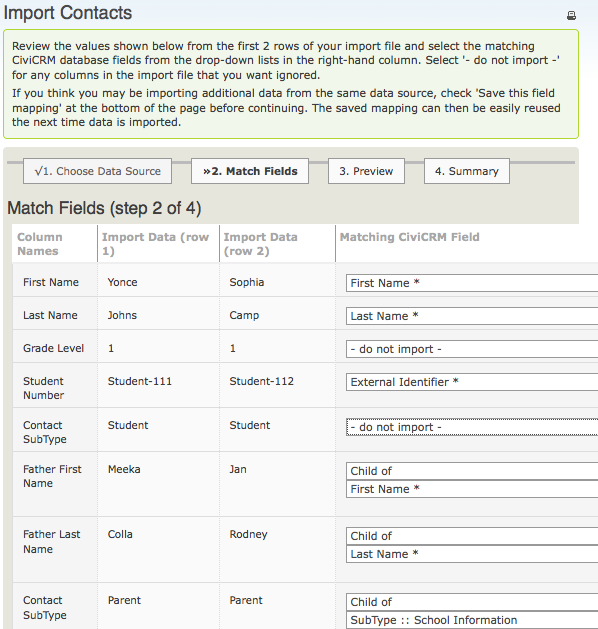 Import Contacts
Review the values shown below from the first 2 rows of your import file and select the matching
CiviCRM database fields from the drop-down lists in the right-hand column. Select '- do not import -'
for any columns in the import file that you want ignored.
If you think you may be importing additional data from the same data source, check 'Save this field
mapping' at the bottom of the page before continuing. The saved mapping can then be easily reused
the next time data is imported.
√1. Choose Data Source
»2. Match Fields
3. Preview
4. Summary
Match Fields (step 2 of 4)
Column Names
Import Data (row 1)
Import Data (row 2)
Matching CiviCRM Field
First Name Yonce Sophia First Name *
Last Name Johns Camp Last Name *
Grade Level 1 1 - do not import -
Student Number Student-111 Student-112 External Identifier *
Contact SubType Student Student - do not import -
Father First Name Meeka Jan Child of
First Name *
Father Last Name Colla Rodney Child of
Last Name *
Contact SubType Parent Parent Child of
SubType :: School Information